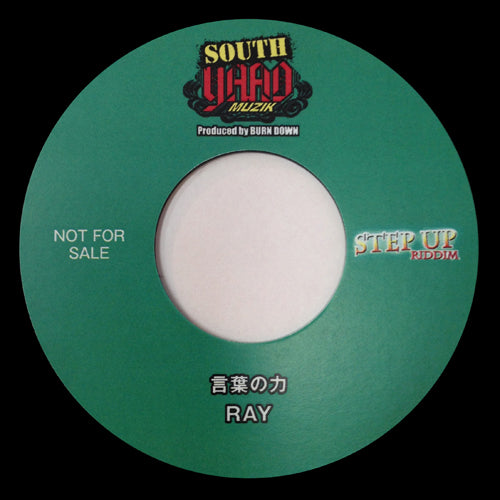 SOUTH
YAAD
MUZIK
Produced by BURN DOWN
NOT FOR
SALE
STEP UP
RIDDIM
言葉の力
RAY